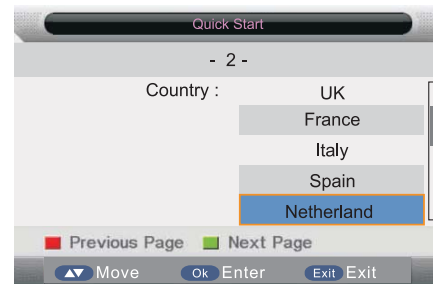 Quick Start
- 2 -
Country : UK
France
Italy
Spain
Netherland
Previous Page Next Page
Move Ok Enter Exit Exit